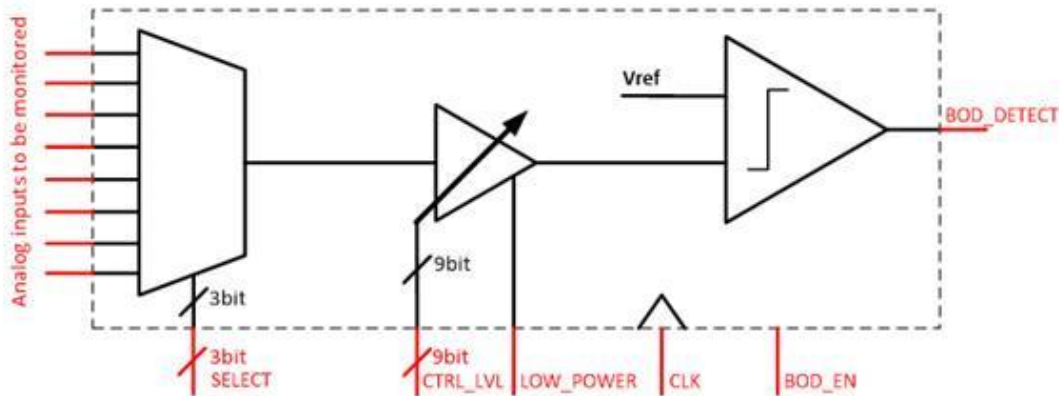 Analog inputs to be monitored
Vref
BOD_DETECT
9bit
3bit
3bit
9bit
SELECT
CTRL_LVL
LOW_POWER
CLK
BOD_EN